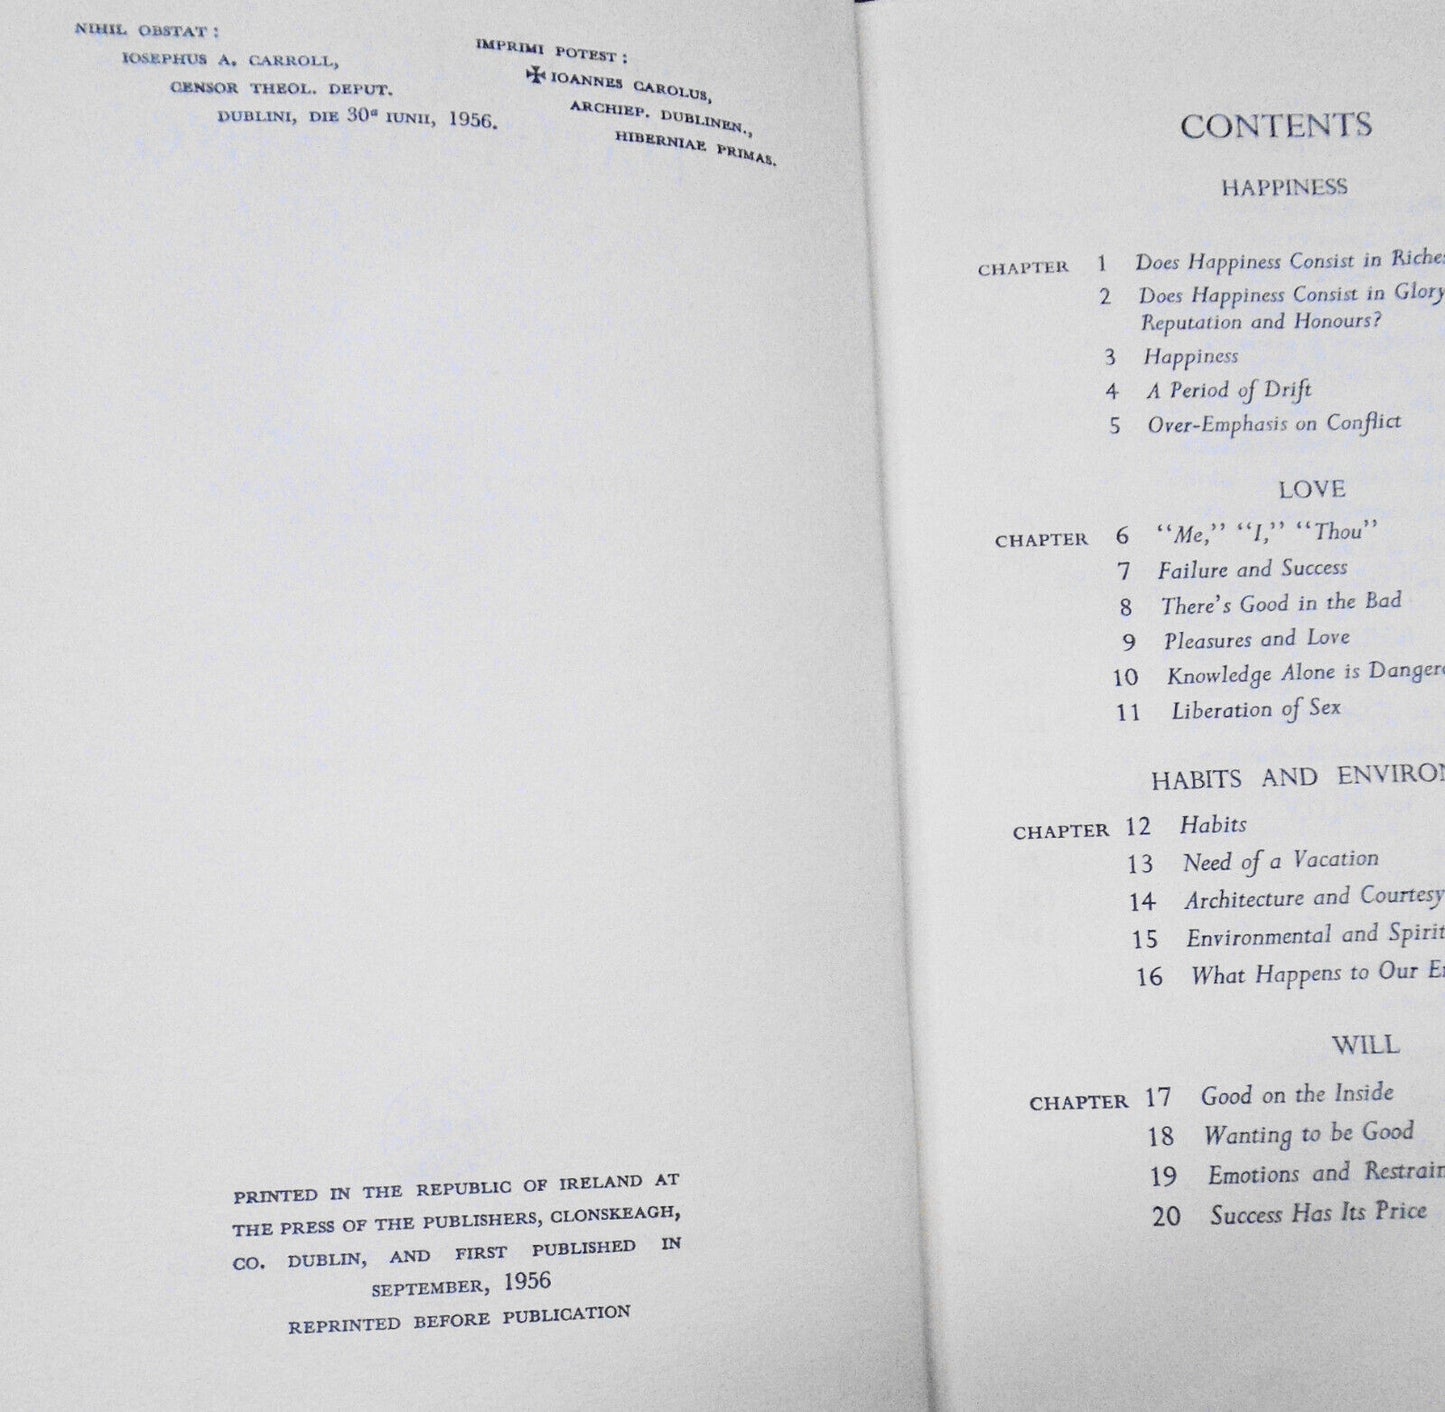 NIHIL OBSTAT:
IOSEPHUS A. CARROLL,
CENSOR THEOL. DEPUT.
DUBLINI, DIE 30ª IUNII, 1956.
IMPRIMI POTEST:
✠ IOANNES CAROLUS,
ARCHIEP. DUBLINEN.,
HIBERNIAE PRIMAS.
PRINTED IN THE REPUBLIC OF IRELAND AT
THE PRESS OF THE PUBLISHERS, CLONSKEAGH,
CO. DUBLIN, AND FIRST PUBLISHED IN
SEPTEMBER, 1956
REPRINTED BEFORE PUBLICATION
CONTENTS
HAPPINESS
CHAPTER 1 Does Happiness Consist in Riches
2 Does Happiness Consist in Glory
Reputation and Honours?
3 Happiness
4 A Period of Drift
5 Over-Emphasis on Conflict
LOVE
CHAPTER 6 "Me," "I," "Thou"
7 Failure and Success
8 There's Good in the Bad
9 Pleasures and Love
10 Knowledge Alone is
11 Liberation of Sex
HABITS AND
CHAPTER 12 Habits
13 Need of a Vacation
14 Architecture and Courtesy
15 Environmental and Spirit
16 What Happens to Our
WILL
CHAPTER 17 Good on the Inside
18 Wanting to be Good
19 Emotions and
20 Success Has Its Price